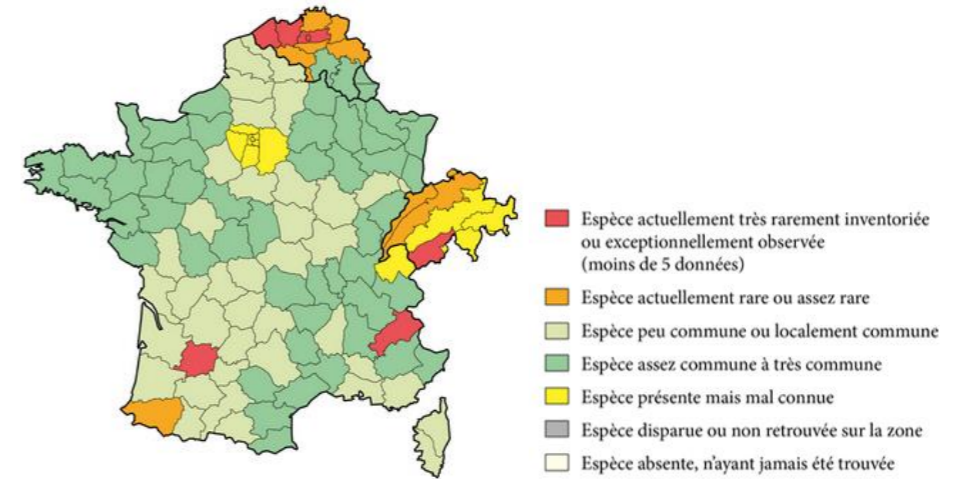 Espèce actuellement très rarement inventoriée
ou exceptionnellement observée
(moins de 5 données)
Espèce actuellement rare ou assez rare
Espèce peu commune ou localement commune
Espèce assez commune à très commune
Espèce présente mais mal connue
Espèce disparue ou non retrouvée sur la zone
Espèce absente, n'ayant jamais été trouvée